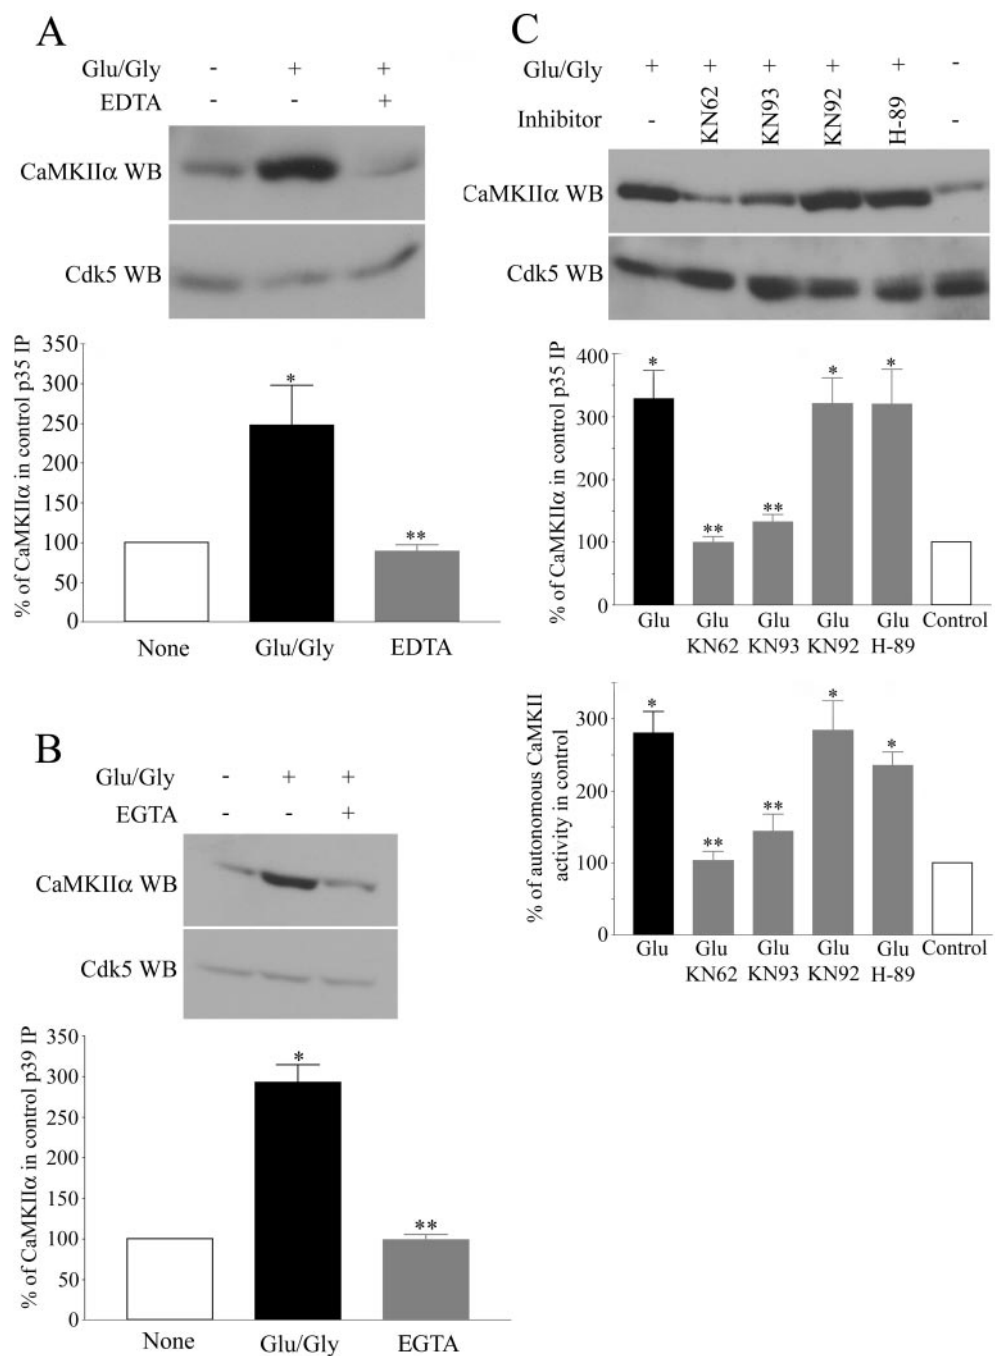 A
Glu/Gly - + +
EDTA - - +
CaMKIIα WB
Cdk5 WB
% of CaMKIIα in control p35 IP
350
300
250
200
150
100
50
0
*
**
None Glu/Gly EDTA
B
Glu/Gly - + +
EGTA - - +
CaMKIIα WB
Cdk5 WB
% of CaMKIIα in control p39 IP
350
300
250
200
150
100
50
0
*
**
None Glu/Gly EGTA
C
Glu/Gly + + + + + -
Inhibitor - KN62 KN93 KN92 H-89 -
CaMKIIα WB
Cdk5 WB
% of CaMKIIα in control p35 IP
400
300
200
100
0
* ** ** * *
Glu Glu Glu Glu Glu Control
KN62 KN93 KN92 H-89
% of autonomous CaMKII
activity in control
300
200
100
0
* ** ** * *
Glu Glu Glu Glu Glu Control
KN62 KN93 KN92 H-89